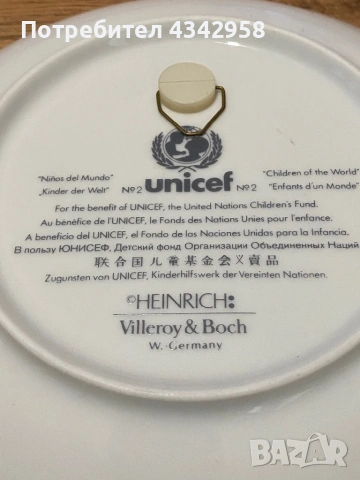 Потребител 4342958
"Niños del Mundo" "Children of the World"
„Kinder der Welt" Nº2 unicef Nº2 "Enfants d'un Monde"
For the benefit of UNICEF, the United Nations Children's Fund.
Au bénéfice de l'UNICEF, le Fonds des Nations Unies pour l'enfance.
A beneficio del UNICEF, el Fondo de las Naciones Unidas para la Infancia.
В пользу ЮНИСЕФ, Детский фонд Организации Объединенных Наций
联合国儿童基金会义卖品
Zugunsten von UNICEF, Kinderhilfswerk der Vereinten Nationen.
©HEINRICH:
Villeroy & Boch
W.-Germany
BAZAR